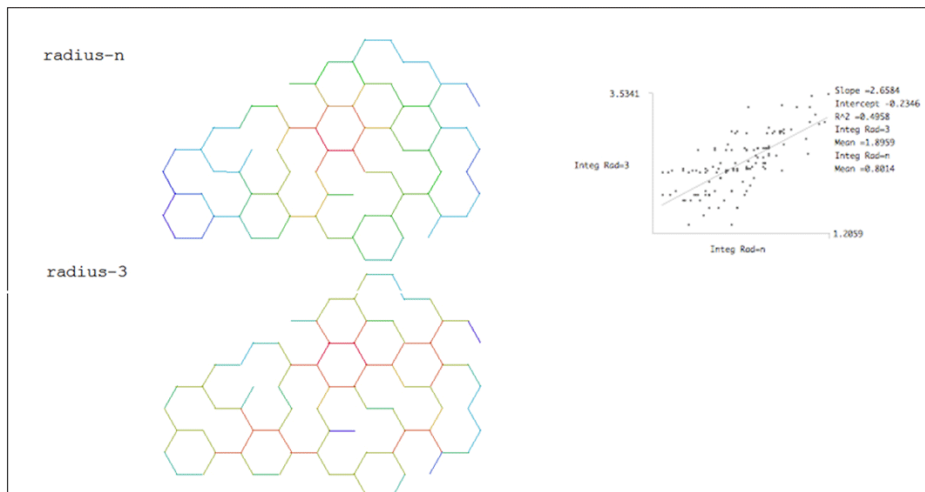 radius-n
3.5341
Slope =2.6584
Intercept -0.2346
R^2 =0.4958
Integ Rad=3
Mean =1.8959
Integ Rad=n
Mean =0.8014
Integ Rad=3
1.2059
Integ Rad=n
radius-3